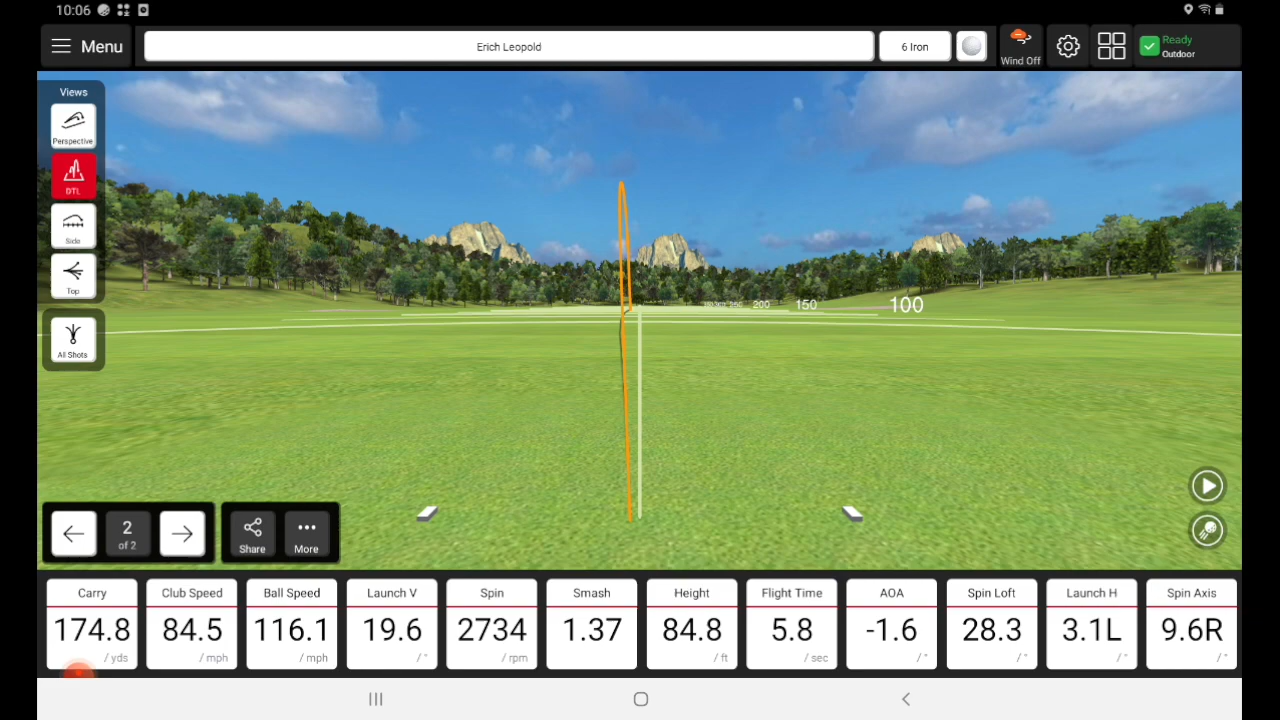 10:06
Menu
Erich Leopold
6 Iron
Wind Off
Ready
Outdoor
Views
Perspective
DTL
Side
Top
All Shots
200
150
100
2
of 2
Share
More
Carry
174.8
/ yds
Club Speed
84.5
/ mph
Ball Speed
116.1
/ mph
Launch V
19.6
/ °
Spin
2734
/ rpm
Smash
1.37
Height
84.8
/ ft
Flight Time
5.8
/ sec
AOA
-1.6
/ °
Spin Loft
28.3
/ °
Launch H
3.1L
/ °
Spin Axis
9.6R
/ °